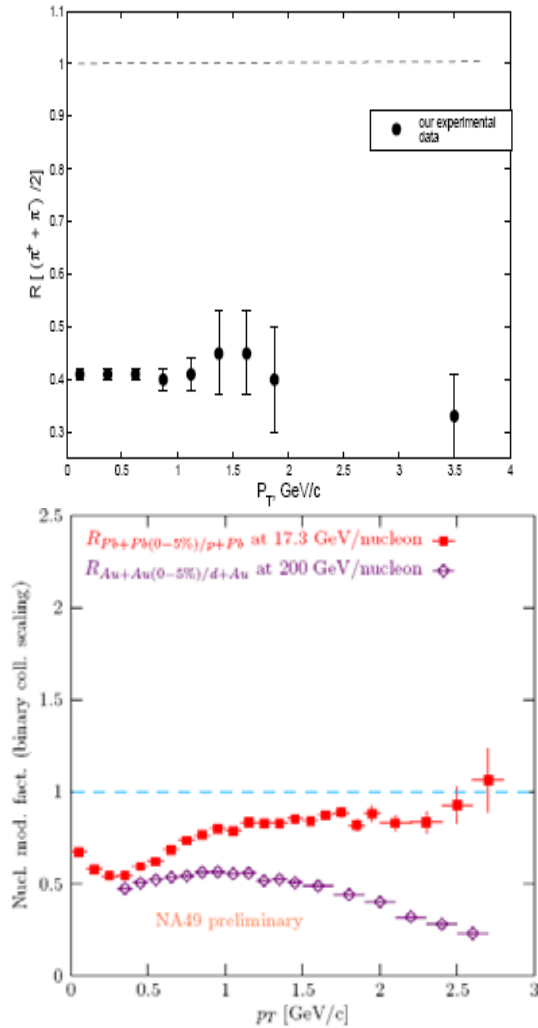 1.1
1
0.9
0.8
0.7
0.6
0.5
0.4
0.3
R [ (π⁺ + π⁻) /2]
our experimental
data
0 0.5 1 1.5 2 2.5 3 3.5 4
P_T, GeV/c
2.5
2
1.5
1
0.5
0
Nucl. mod. fact. (binary coll. scaling)
R_{Pb+Pb(0−5%)/p+Pb} at 17.3 GeV/nucleon
R_{Au+Au(0−5%)/d+Au} at 200 GeV/nucleon
NA49 preliminary
0 0.5 1 1.5 2 2.5 3
p_T [GeV/c]